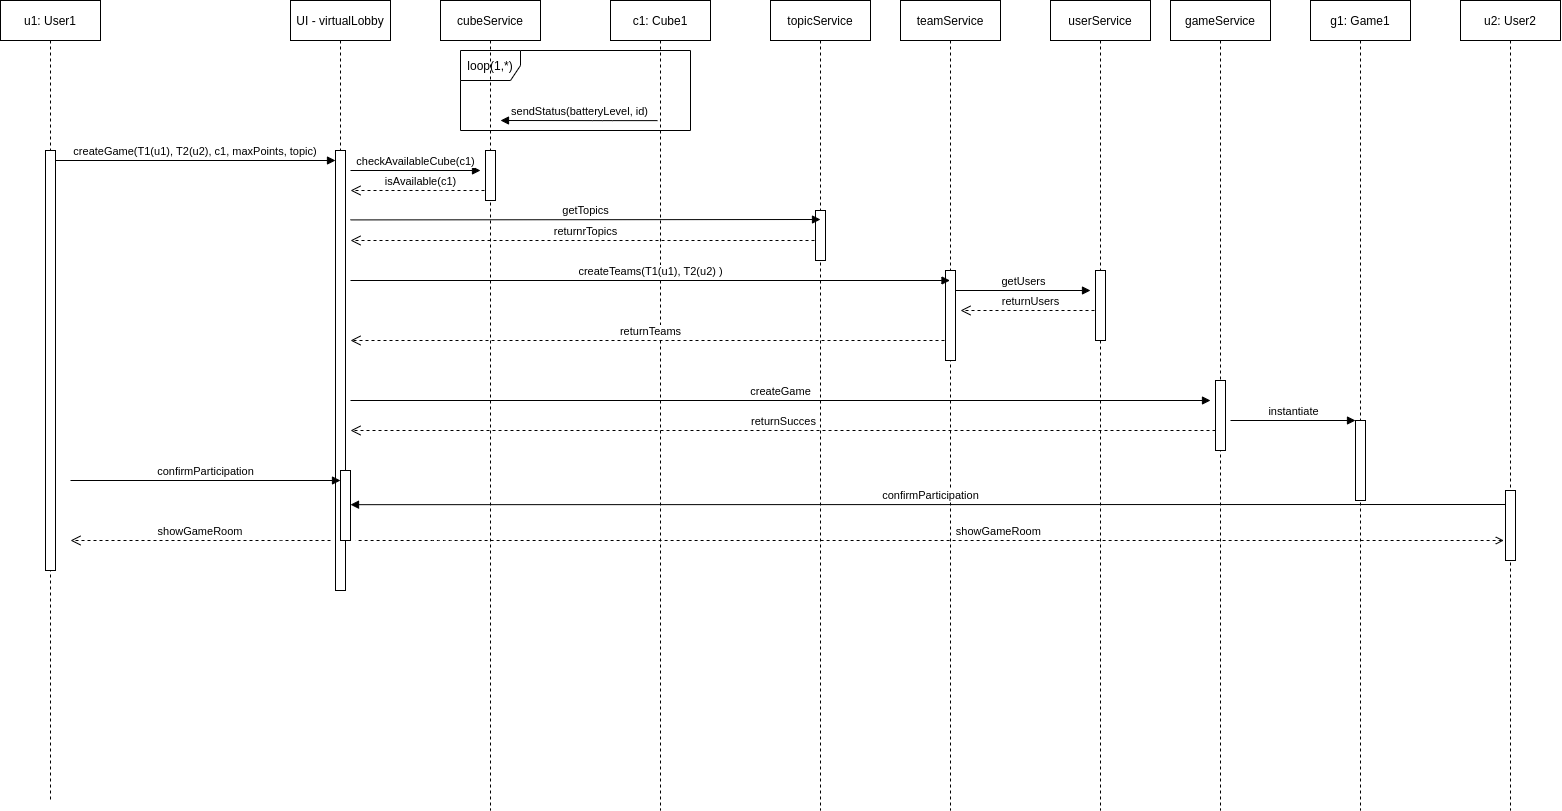 u1: User1
UI - virtualLobby
cubeService
c1: Cube1
topicService
teamService
userService
gameService
g1: Game1
u2: User2
loop(1,*)
sendStatus(batteryLevel, id)
createGame(T1(u1), T2(u2), c1, maxPoints, topic)
checkAvailableCube(c1)
isAvailable(c1)
getTopics
returnrTopics
createTeams(T1(u1), T2(u2) )
getUsers
returnUsers
returnTeams
createGame
instantiate
returnSucces
confirmParticipation
confirmParticipation
showGameRoom
showGameRoom